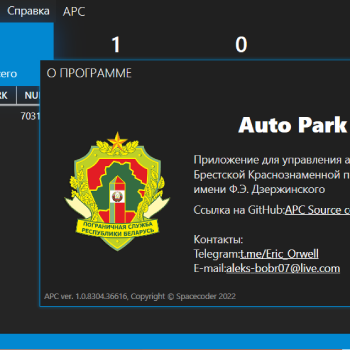 Справка АРС
1 0
его
О ПРОГРАММЕ
RK NU
7031
Auto Park
Приложение для управления а
Брестской Краснознаменной п
имени Ф.Э. Дзержинского
Ссылка на GitHub:APC Source c
ПОГРАНИЧНАЯ СЛУЖБА
РЕСПУБЛИКИ БЕЛАРУСЬ
Контакты:
Telegram:t.me/Eric_Orwell
E-mail:aleks-bobr07@live.com
APC ver. 1.0.8304.36616, Copyright © Spacecoder 2022